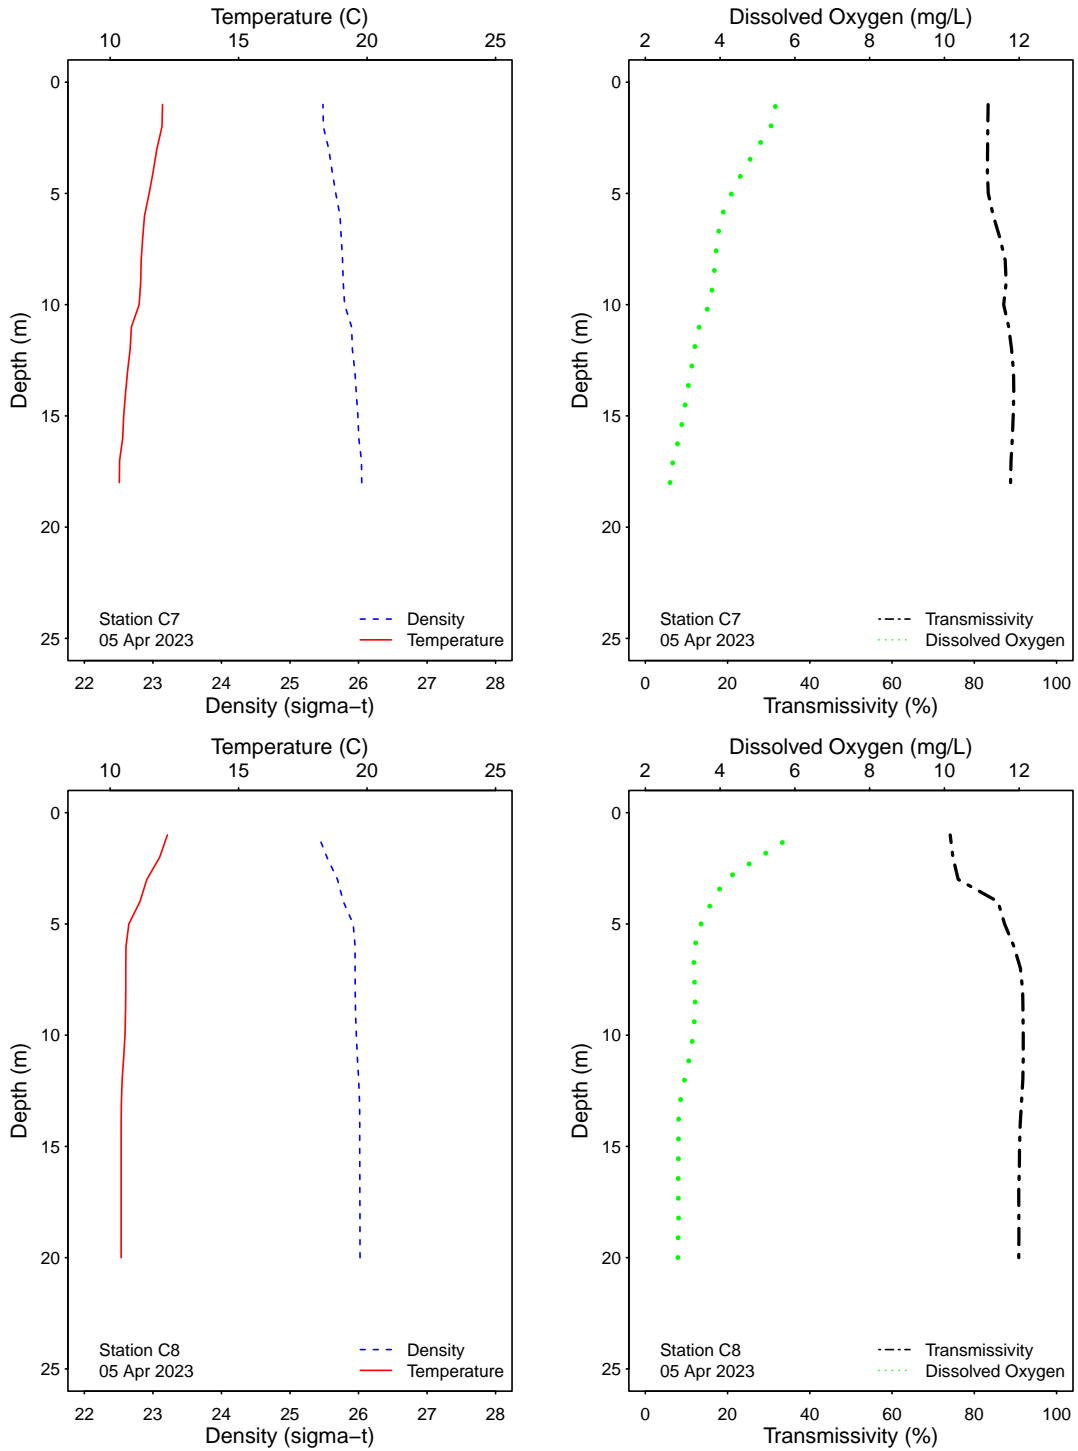 Temperature (C)
10 15 20 25
0
5
10
15
20
25
Depth (m)
Station C7
05 Apr 2023
Density
Temperature
22 23 24 25 26 27 28
Density (sigma−t)
Dissolved Oxygen (mg/L)
2 4 6 8 10 12
0
5
10
15
20
25
Depth (m)
Station C7
05 Apr 2023
Transmissivity
Dissolved Oxygen
0 20 40 60 80 100
Transmissivity (%)
Temperature (C)
10 15 20 25
0
5
10
15
20
25
Depth (m)
Station C8
05 Apr 2023
Density
Temperature
22 23 24 25 26 27 28
Density (sigma−t)
Dissolved Oxygen (mg/L)
2 4 6 8 10 12
0
5
10
15
20
25
Depth (m)
Station C8
05 Apr 2023
Transmissivity
Dissolved Oxygen
0 20 40 60 80 100
Transmissivity (%)